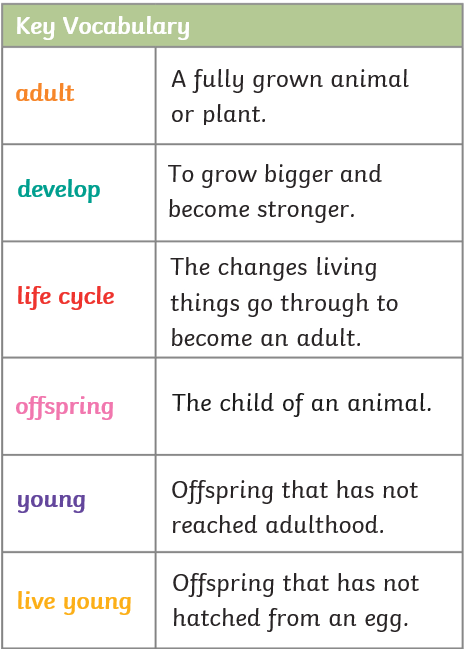 Key Vocabulary
adult
A fully grown animal
or plant.
develop
To grow bigger and
become stronger.
life cycle
The changes living
things go through to
become an adult.
offspring
The child of an animal.
young
Offspring that has not
reached adulthood.
live young
Offspring that has not
hatched from an egg.